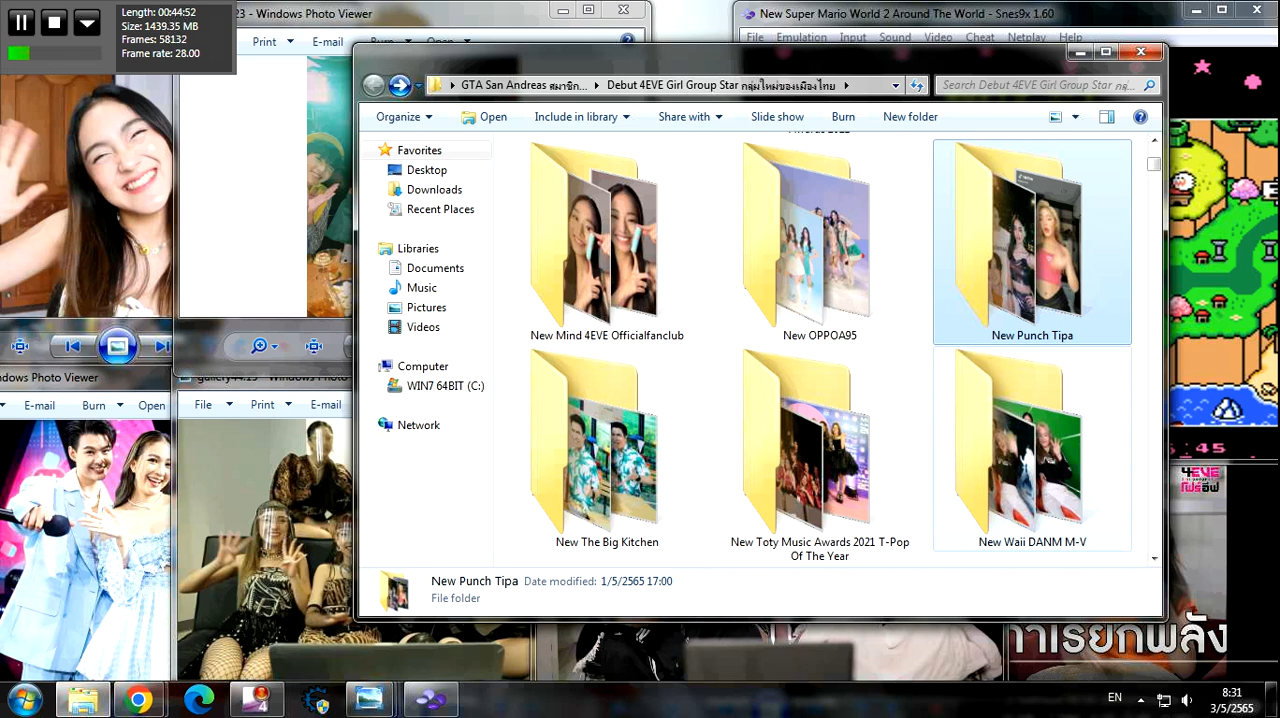 Length: 00:44:52
Size: 1439.35 MB
Frames: 58132
Frame rate: 28.00
23 - Windows Photo Viewer
Print E-mail Burn Open
New Super Mario World 2 Around The World - Snes9x 1.60
File Emulation Input Sound Video Cheat Netplay Help
GTA San Andreas สมาชิก... Debut 4EVE Girl Group Star กลุ่มใหม่ของเมืองไทย
Search Debut 4EVE Girl Group Star กลุ่...
Organize Open Include in library Share with Slide show Burn New folder
Awards 2022
Favorites
Desktop
Downloads
Recent Places
Libraries
Documents
Music
Pictures
Videos
Computer
WIN7 64BIT (C:)
Network
New Mind 4EVE Officialfanclub
New OPPOA95
New Punch Tipa
New The Big Kitchen
New Toty Music Awards 2021 T-Pop
Of The Year
New Waii DANM M-V
New Punch Tipa Date modified: 1/5/2565 17:00
File folder
dows Photo Viewer
E-mail Burn Open
gallery44.13 - Windows Photo
File Print E-mail
45
4EVE
4
EN
8:31
3/5/2565